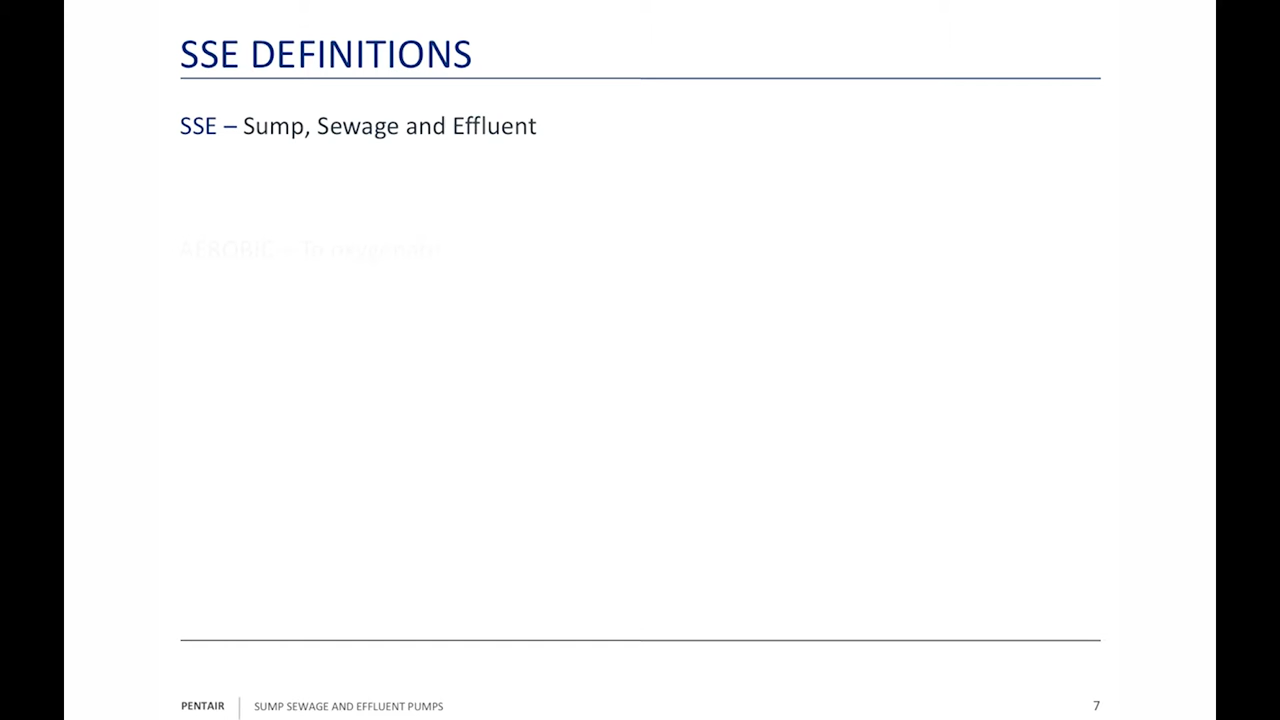 SSE DEFINITIONS
SSE – Sump, Sewage and Effluent
AEROBIC – To oxygenate
PENTAIR
SUMP SEWAGE AND EFFLUENT PUMPS
7